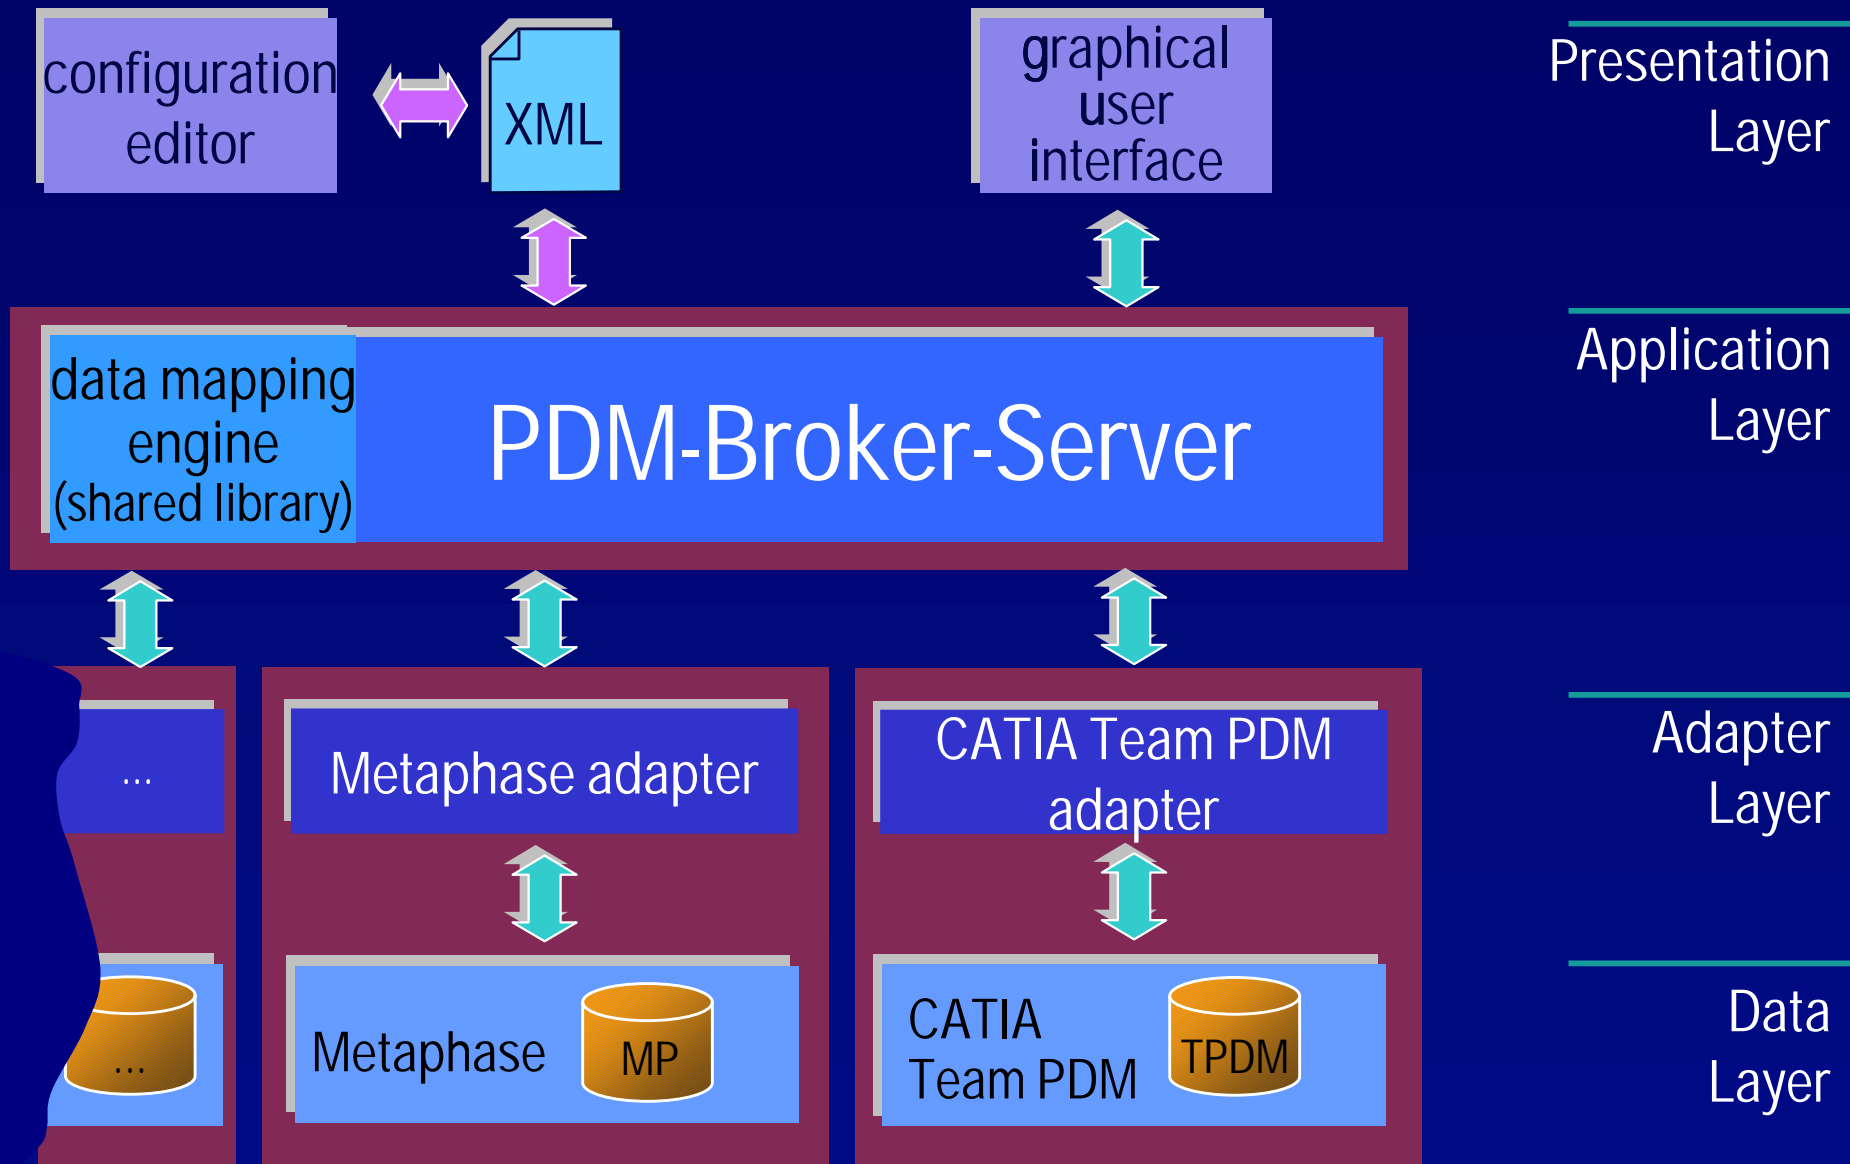 configuration
editor
XML
graphical
user
interface
Presentation
Layer
data mapping
engine
(shared library)
PDM-Broker-Server
Application
Layer
...
Metaphase adapter
CATIA Team PDM
adapter
Adapter
Layer
...
Metaphase
MP
CATIA
Team PDM
TPDM
Data
Layer